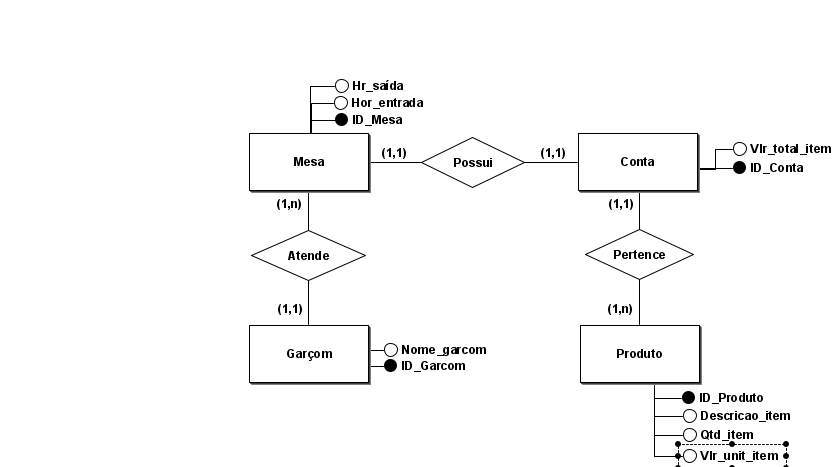 Hr_saída
Hor_entrada
ID_Mesa
Mesa
(1,1)
Possui
(1,1)
Conta
Vlr_total_item
ID_Conta
(1,n)
(1,1)
Atende
Pertence
(1,1)
(1,n)
Garçom
Nome_garcom
ID_Garcom
Produto
ID_Produto
Descricao_item
Qtd_item
Vlr_unit_item